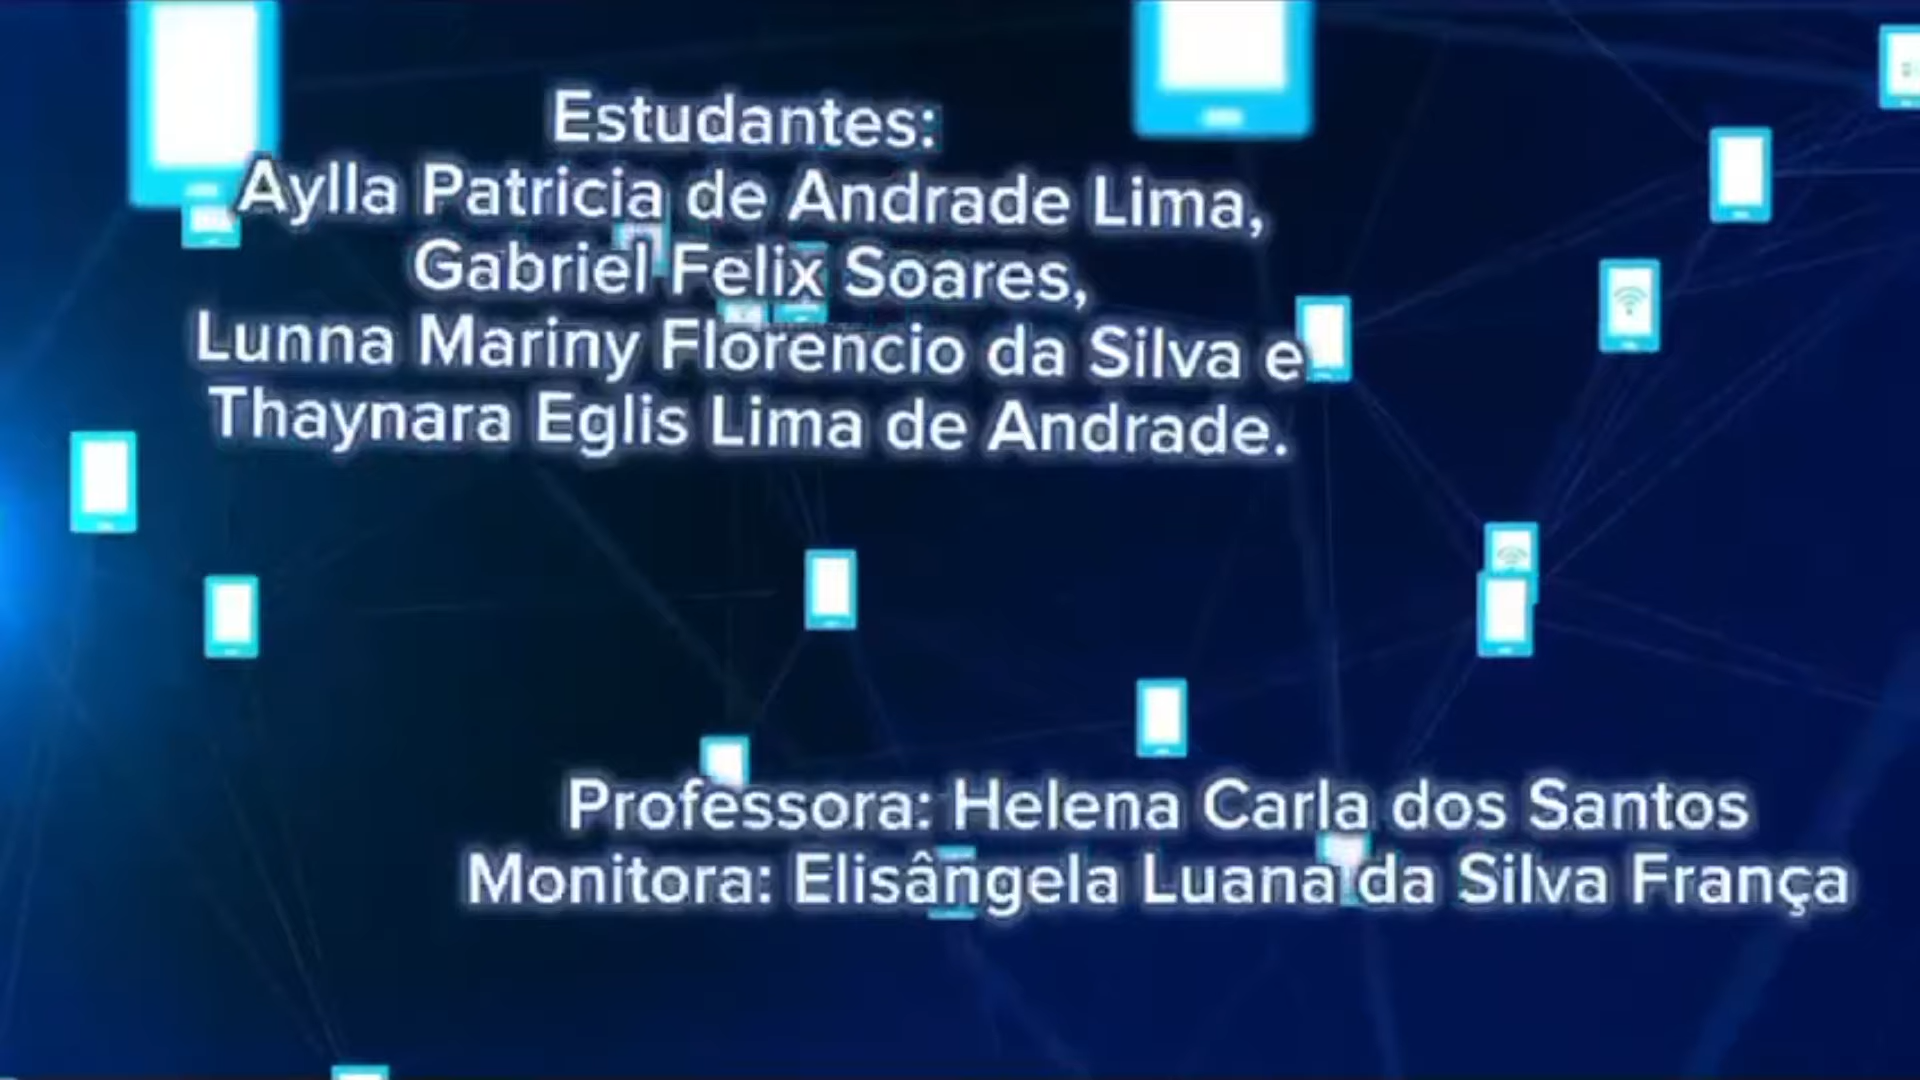 Estudantes:
Aylla Patricia de Andrade Lima,
Gabriel Felix Soares,
Lunna Mariny Florencio da Silva e
Thaynara Eglis Lima de Andrade.
Professora: Helena Carla dos Santos
Monitora: Elisângela Luana da Silva França